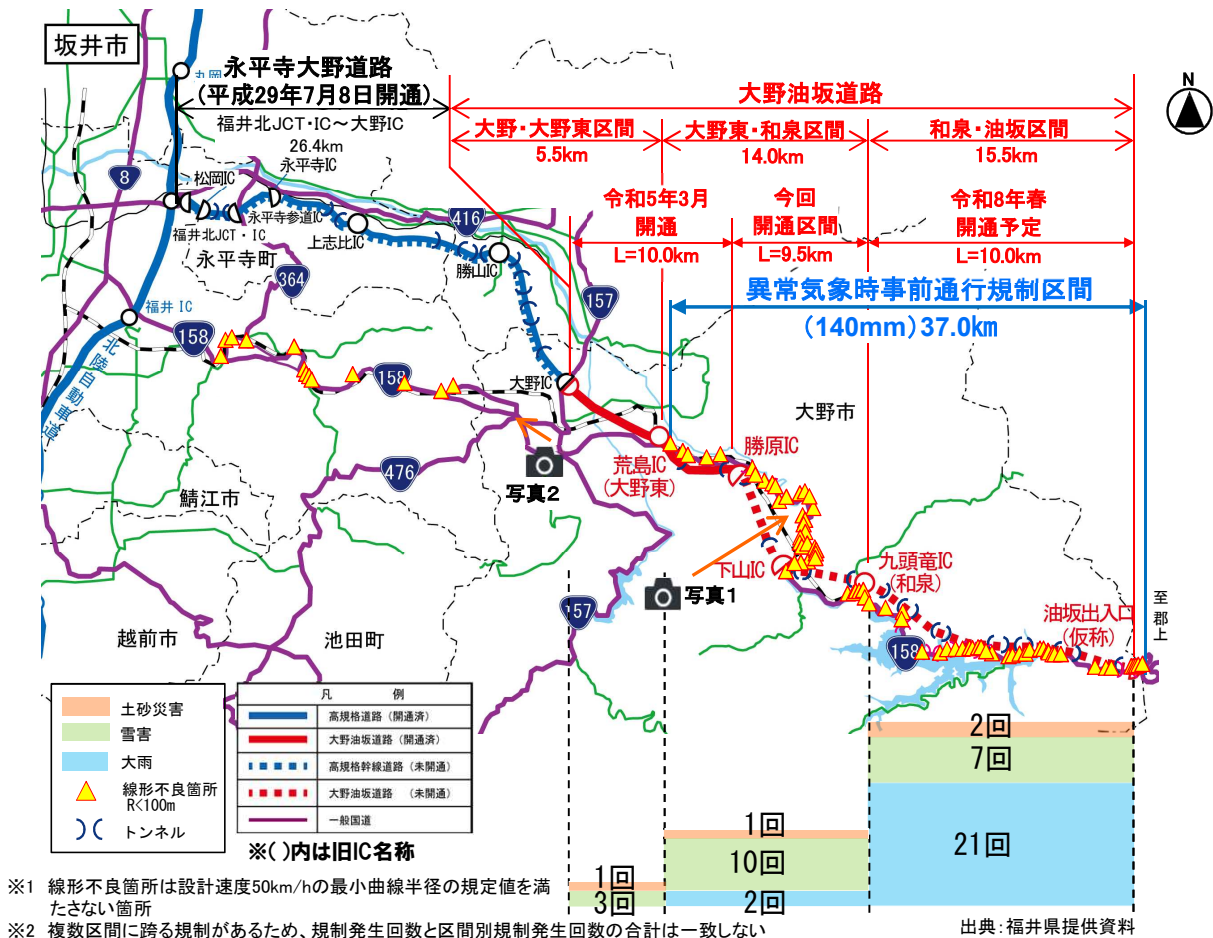 坂井市
丸岡
永平寺大野道路
(平成29年7月8日開通)
福井北JCT・IC～大野IC
26.4km
大野油坂道路
大野・大野東区間
5.5km
大野東・和泉区間
14.0km
和泉・油坂区間
15.5km
令和5年3月
開通
L=10.0km
今回
開通区間
L=9.5km
令和8年春
開通予定
L=10.0km
異常気象時事前通行規制区間
(140mm)37.0km
N
8
松岡IC
永平寺IC
永平寺参道IC
福井北JCT・IC
永平寺町
上志比IC
416
勝山IC
364
157
福井IC
158
北陸自動車道
158
大野IC
大野市
476
写真2
荒島IC
(大野東)
勝原IC
鯖江市
下山IC
写真1
九頭竜IC
(和泉)
157
越前市
池田町
158
油坂出入口
(仮称)
至郡上
土砂災害
雪害
大雨
線形不良箇所
R<100m
トンネル
凡 例
高規格道路（開通済）
大野油坂道路（開通済）
高規格幹線道路（未開通）
大野油坂道路 （未開通）
一般国道
※( )内は旧IC名称
1回
3回
1回
10回
2回
2回
7回
21回
※1 線形不良箇所は設計速度50km/hの最小曲線半径の規定値を満
たさない箇所
※2 複数区間に跨る規制があるため、規制発生回数と区間別規制発生回数の合計は一致しない
出典：福井県提供資料